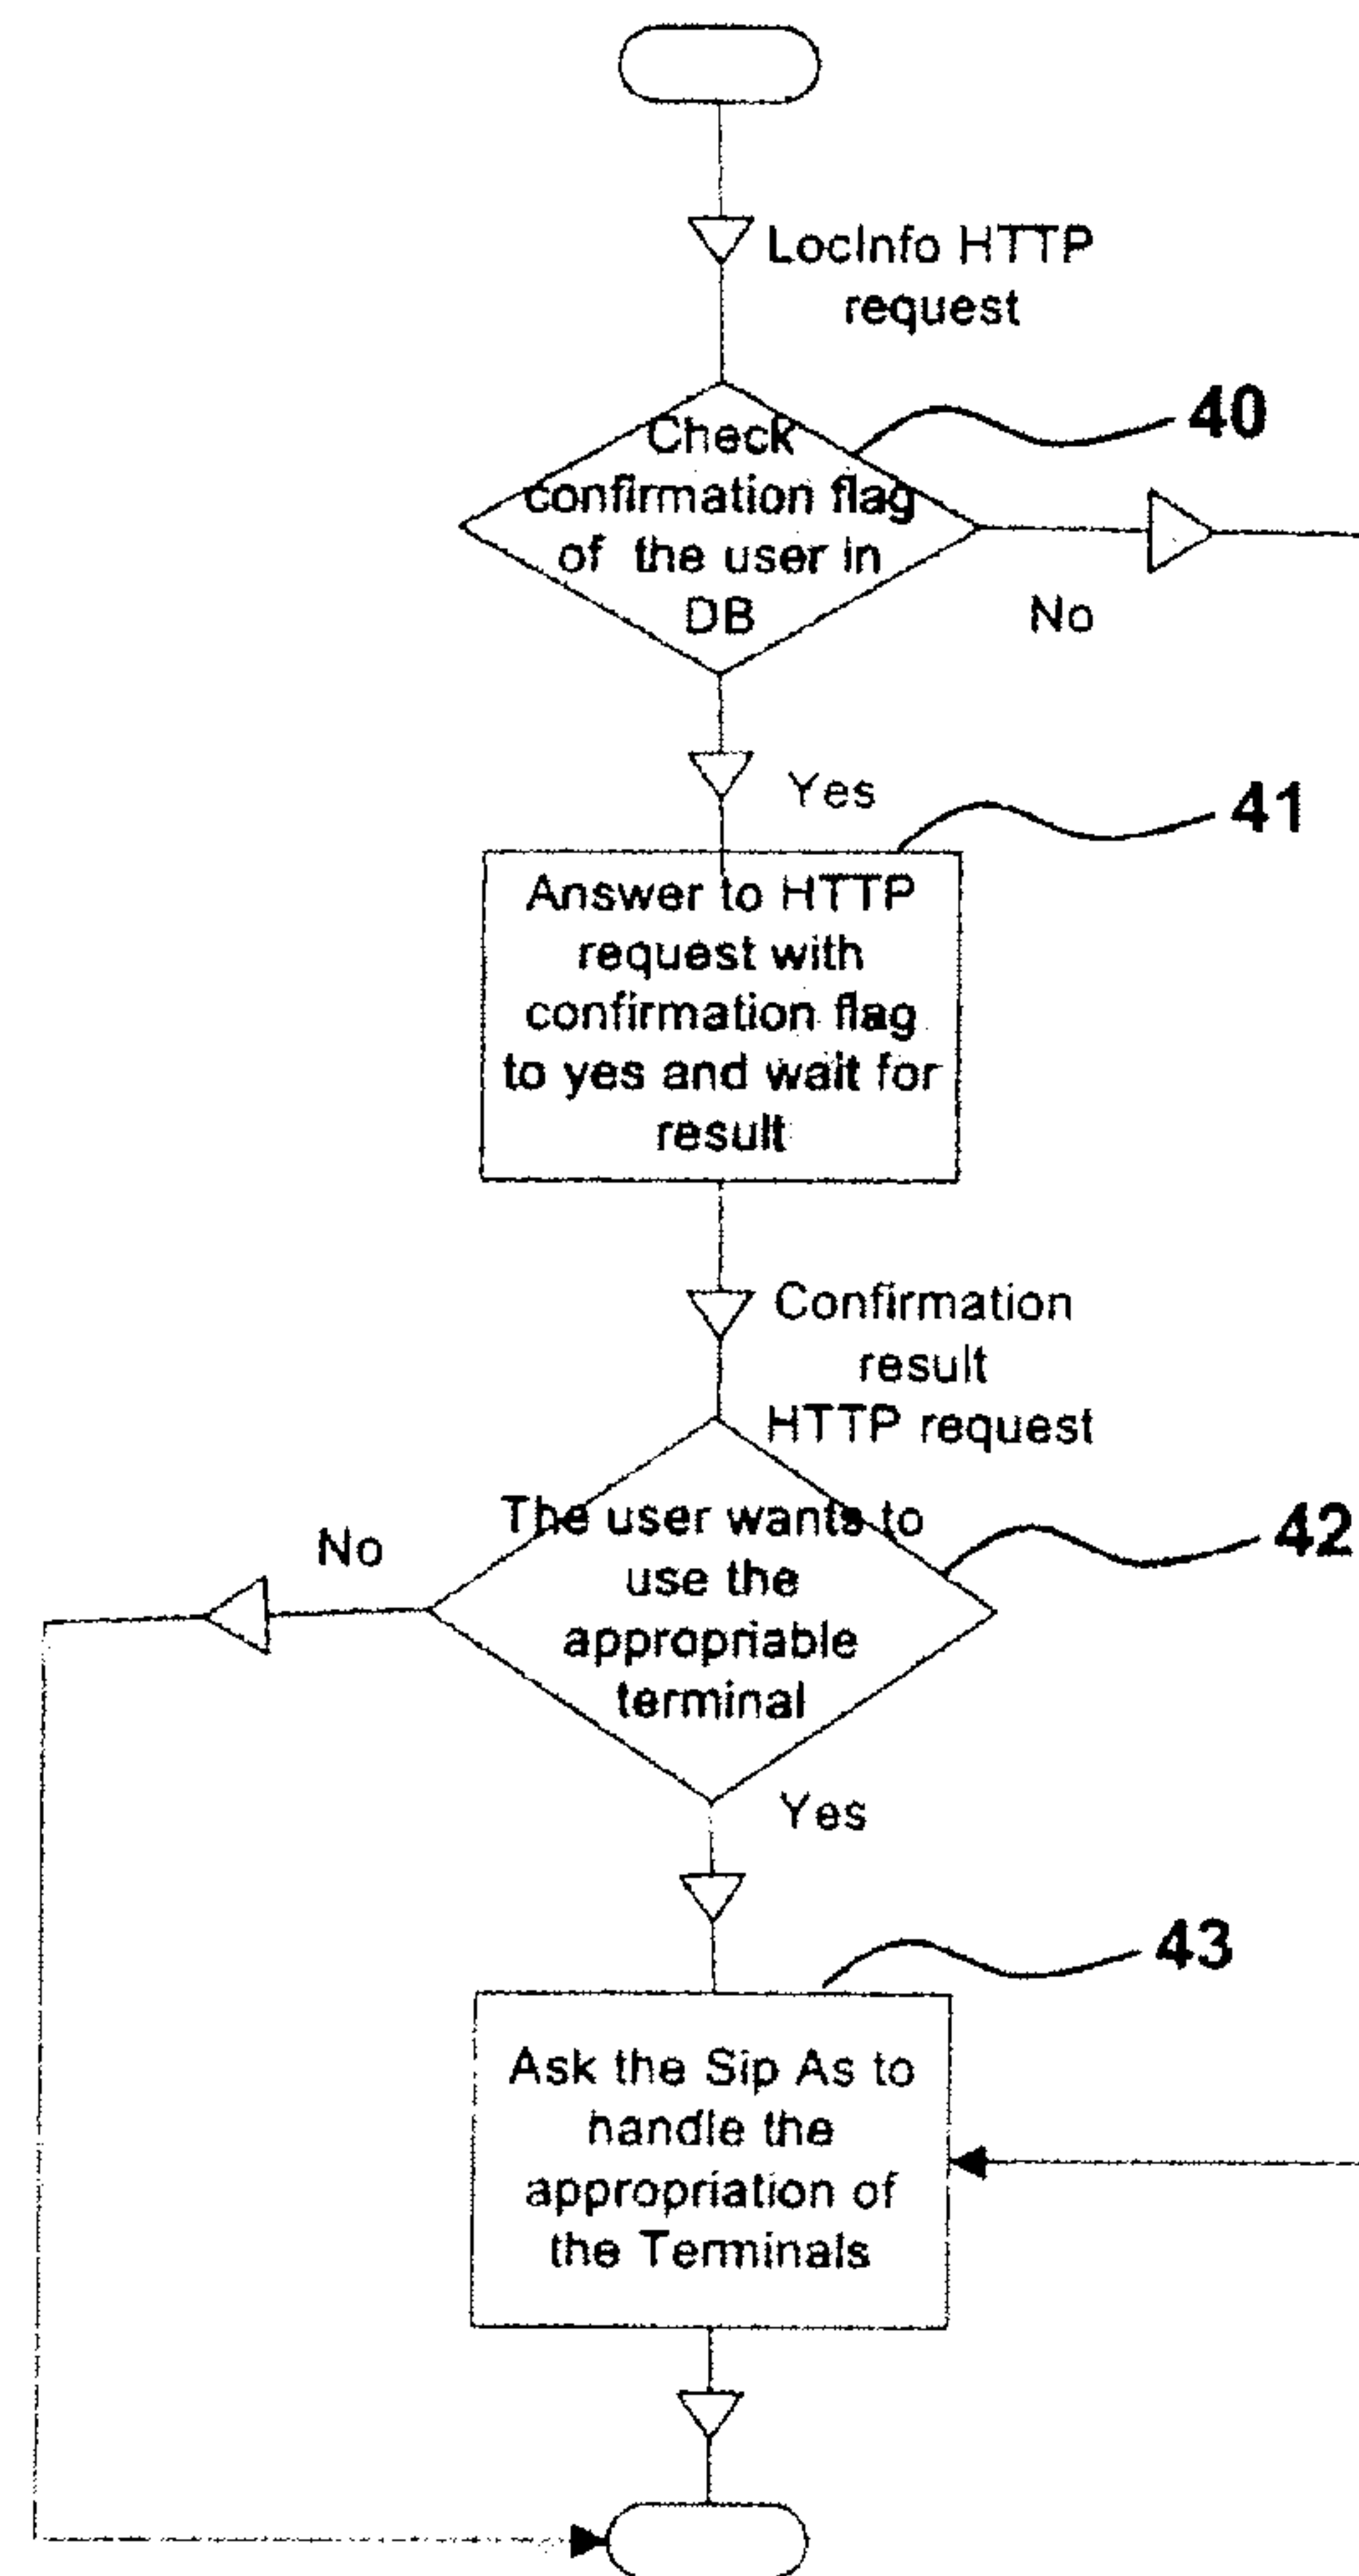 LocInfo HTTP
request
40
Check
confirmation flag
of the user in
DB
No
Yes
41
Answer to HTTP
request with
confirmation flag
to yes and wait for
result
Confirmation
result
HTTP request
The user wants to
use the
appropriable
terminal
42
No
Yes
43
Ask the Sip As to
handle the
appropriation of
the Terminals